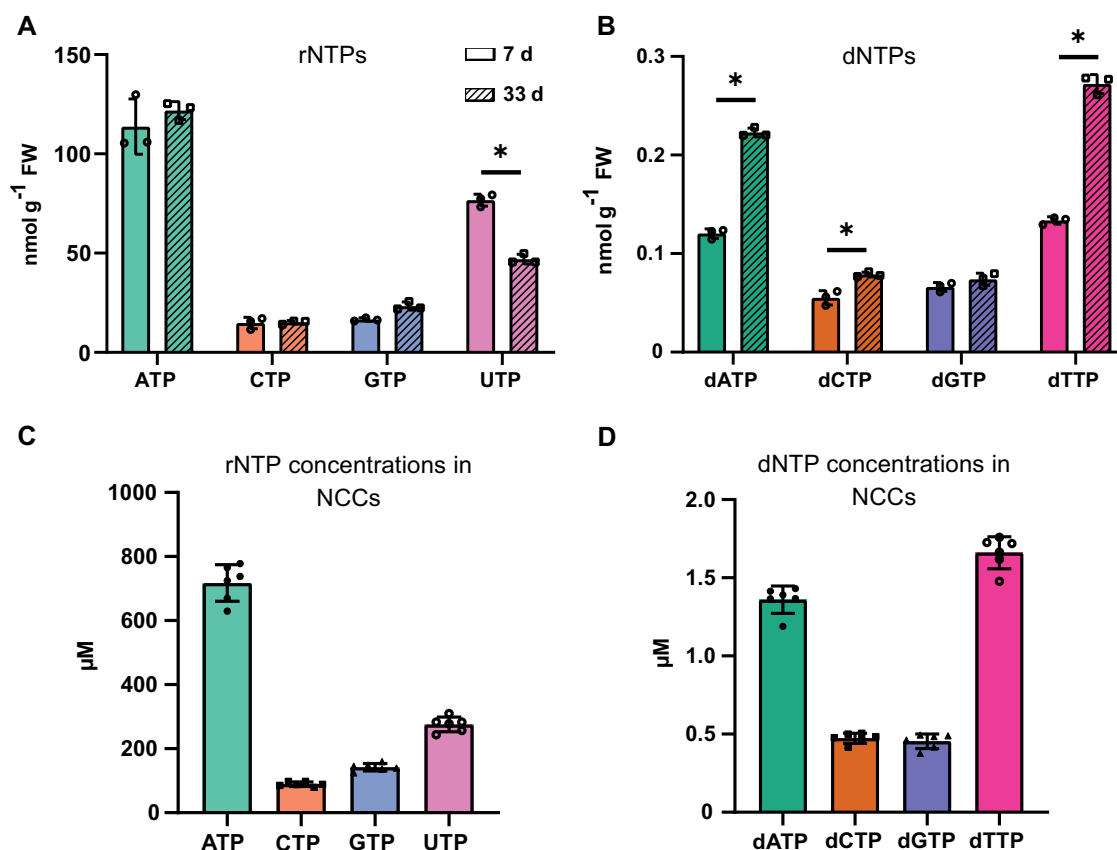 A
rNTPs
7 d
33 d
150
100
50
0
nmol g⁻¹ FW
*
ATP
CTP
GTP
UTP
B
dNTPs
0.3
0.2
0.1
0
nmol g⁻¹ FW
*
*
*
dATP
dCTP
dGTP
dTTP
C
rNTP concentrations in
NCCs
1000
800
600
400
200
0
µM
ATP
CTP
GTP
UTP
D
dNTP concentrations in
NCCs
2.0
1.5
1.0
0.5
0
µM
dATP
dCTP
dGTP
dTTP